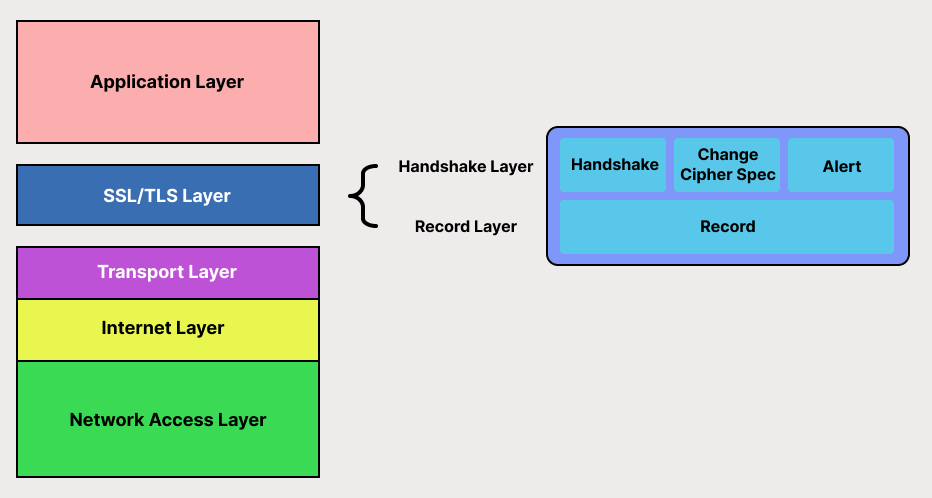 Application Layer
SSL/TLS Layer
Transport Layer
Internet Layer
Network Access Layer
Handshake Layer
Record Layer
Handshake
Change
Cipher Spec
Alert
Record